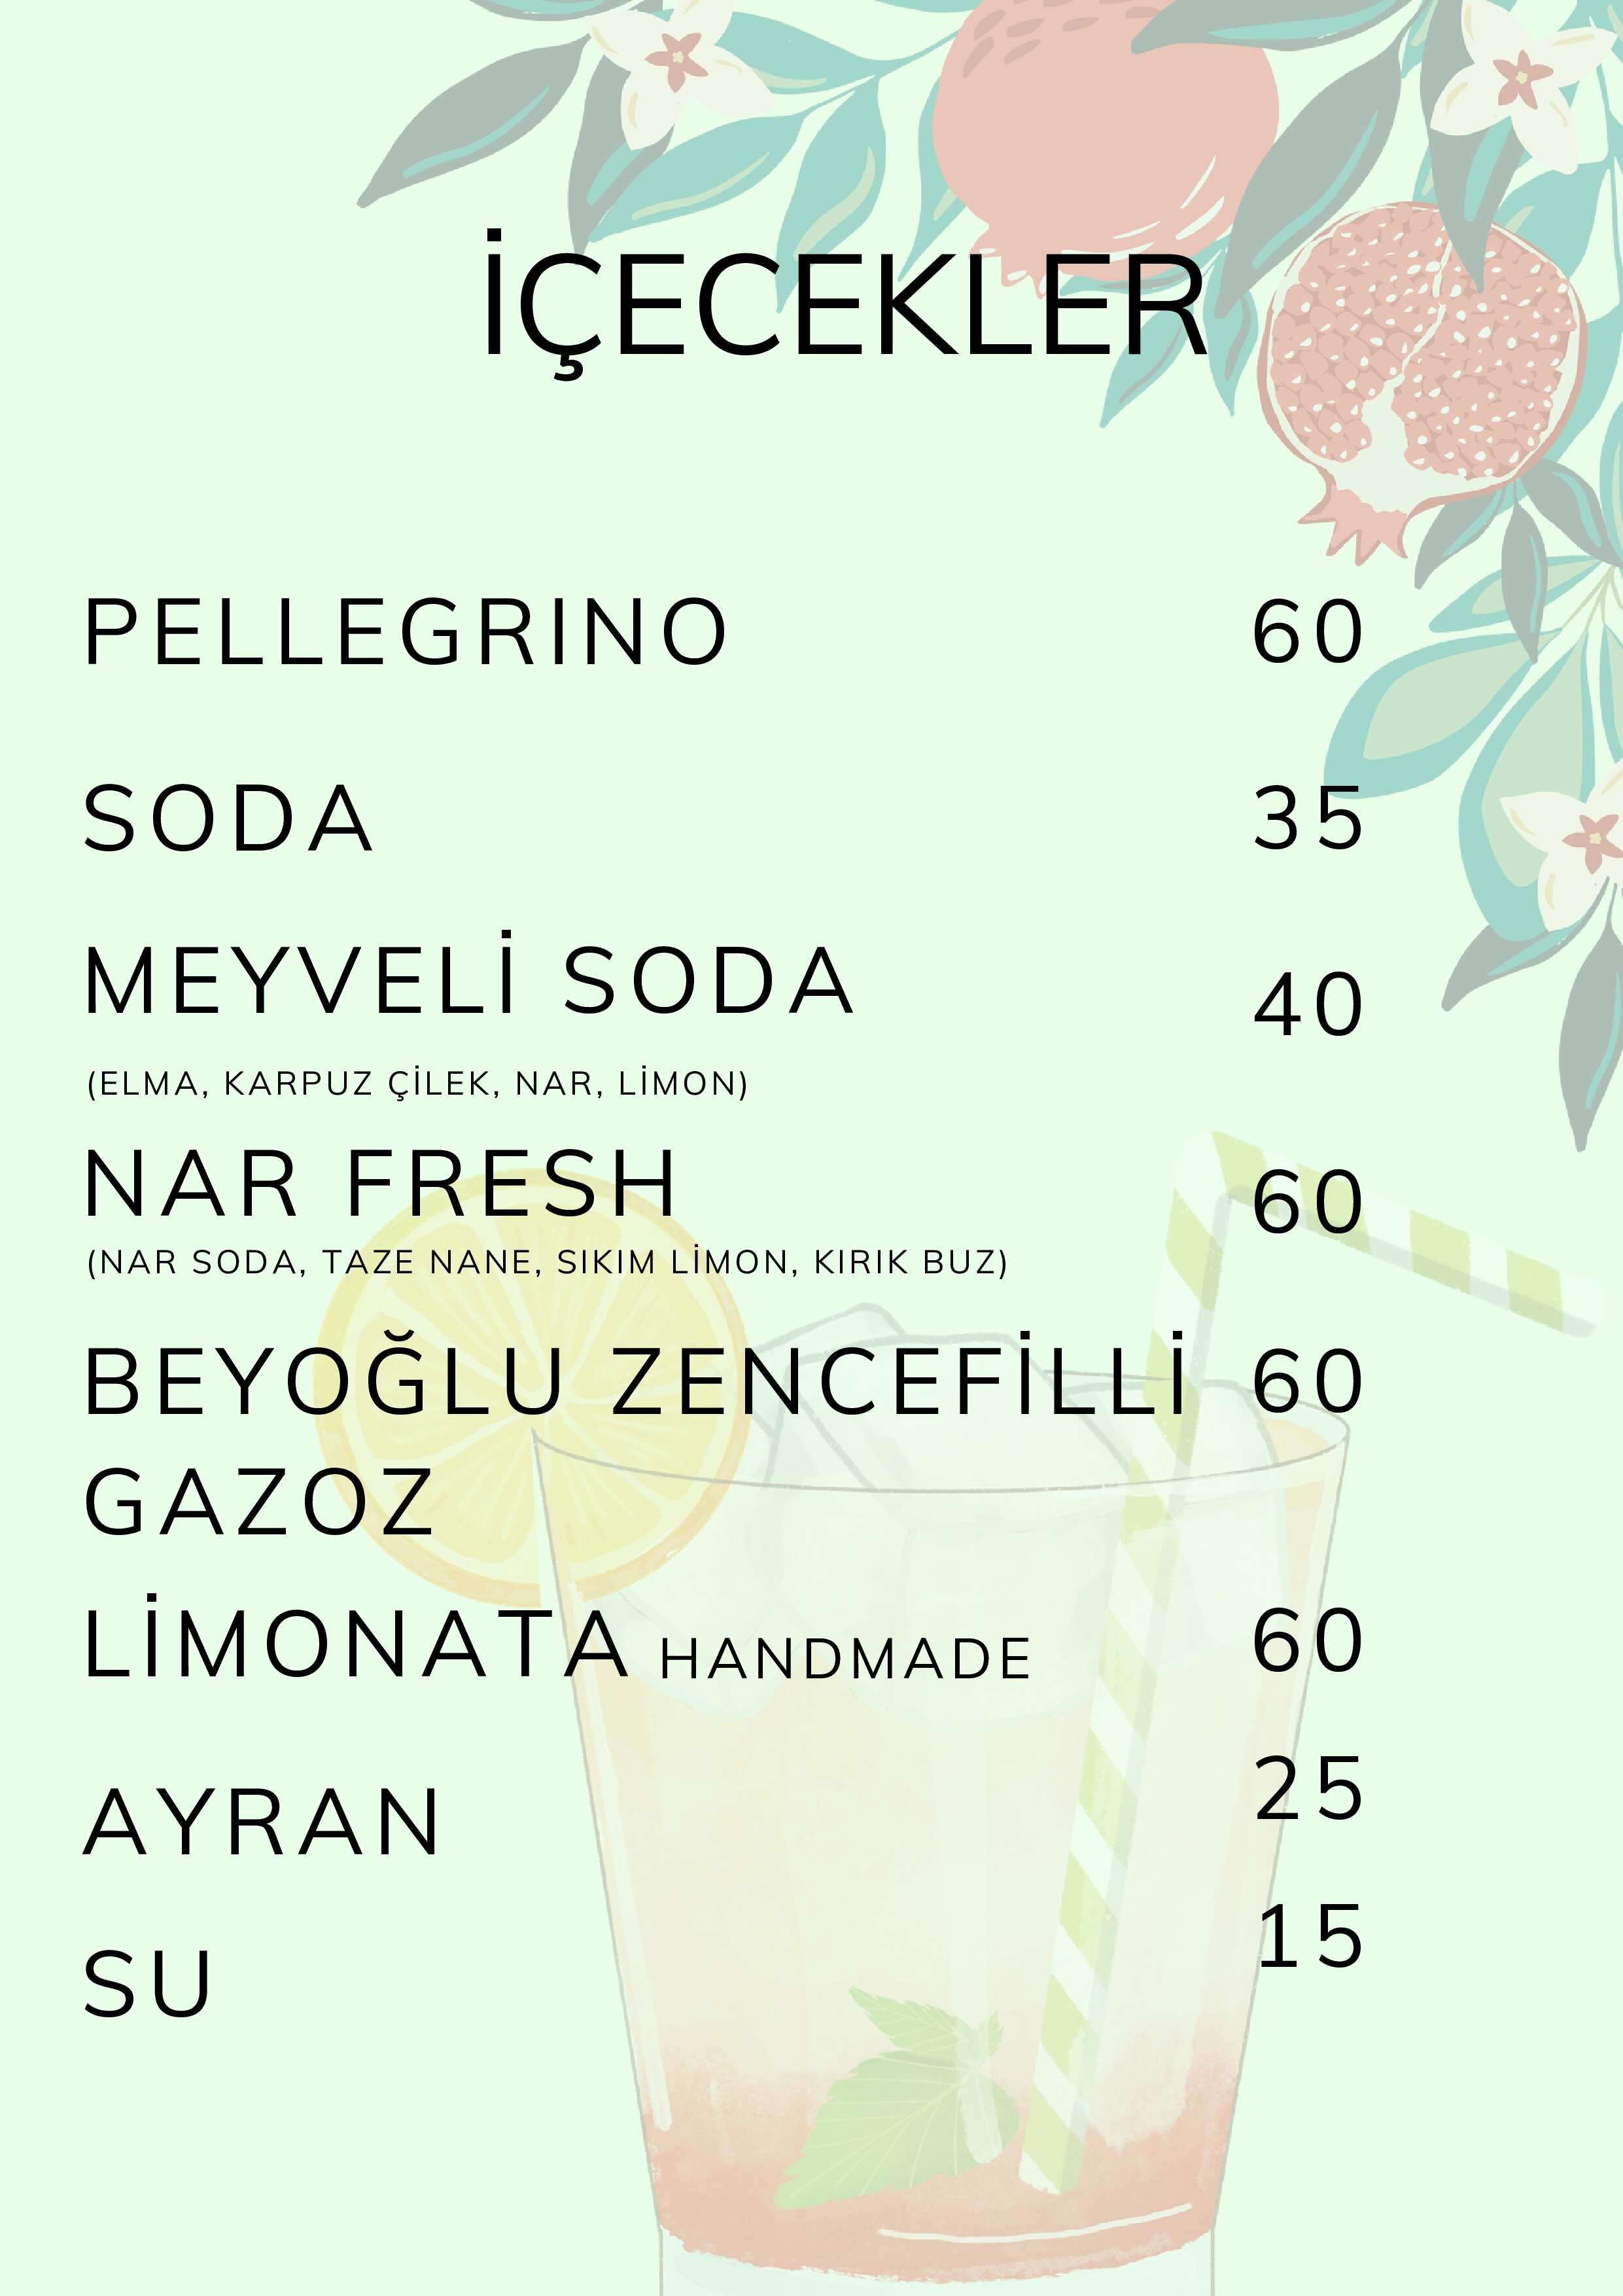 İÇECEKLER
PELLEGRINO 60
SODA 35
MEYVELİ SODA 40
(ELMA, KARPUZ ÇİLEK, NAR, LİMON)
NAR FRESH 60
(NAR SODA, TAZE NANE, SIKIM LİMON, KIRIK BUZ)
BEYOĞLU ZENCEFİLLİ 60
GAZOZ
LİMONATA HANDMADE 60
AYRAN 25
SU 15